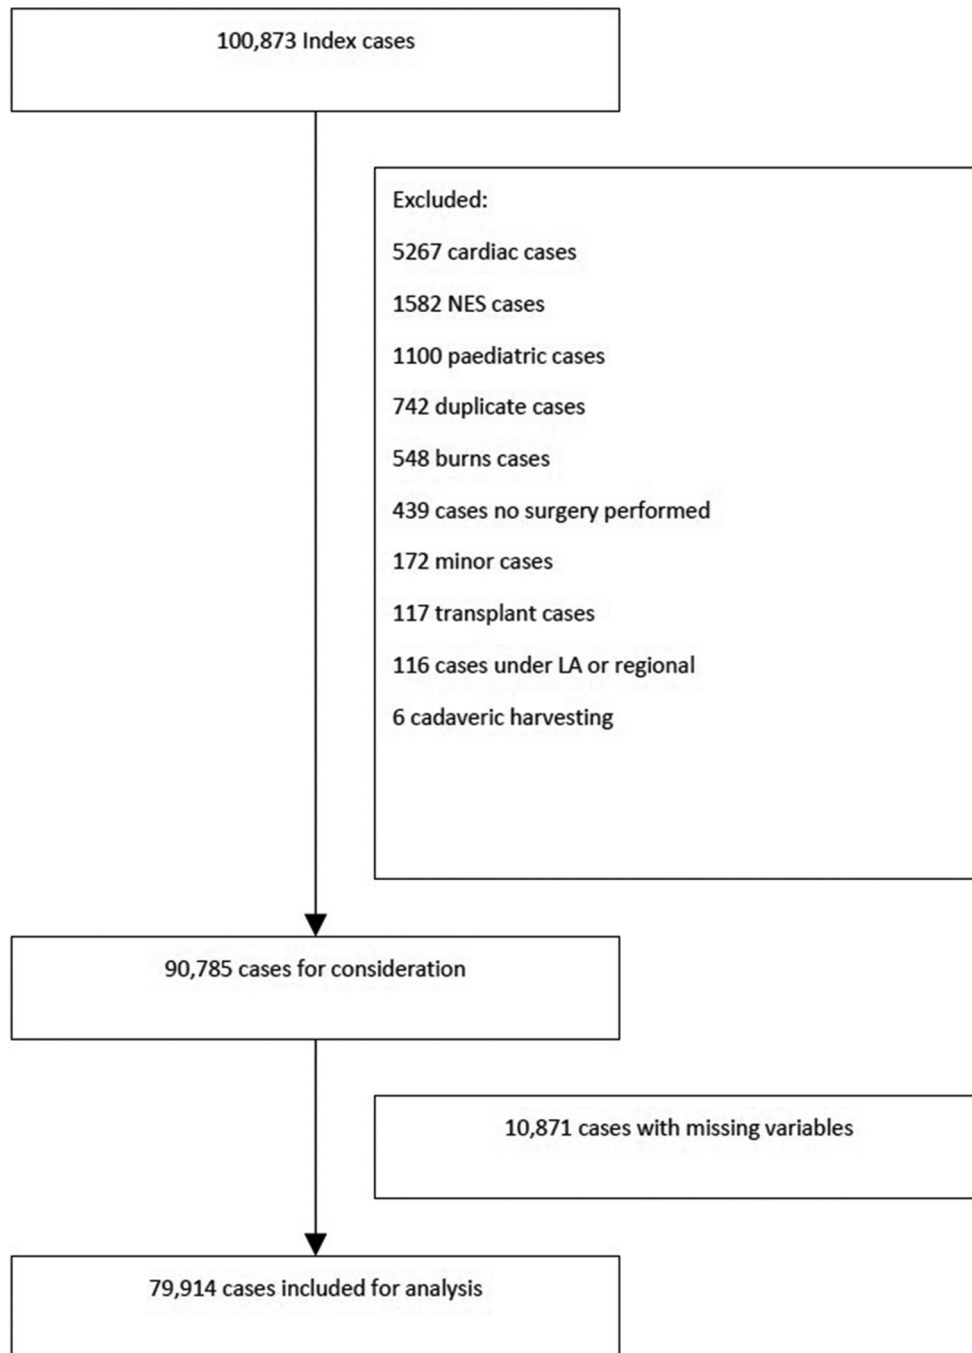 100,873 Index cases
Excluded:
5267 cardiac cases
1582 NES cases
1100 paediatric cases
742 duplicate cases
548 burns cases
439 cases no surgery performed
172 minor cases
117 transplant cases
116 cases under LA or regional
6 cadaveric harvesting
90,785 cases for consideration
10,871 cases with missing variables
79,914 cases included for analysis